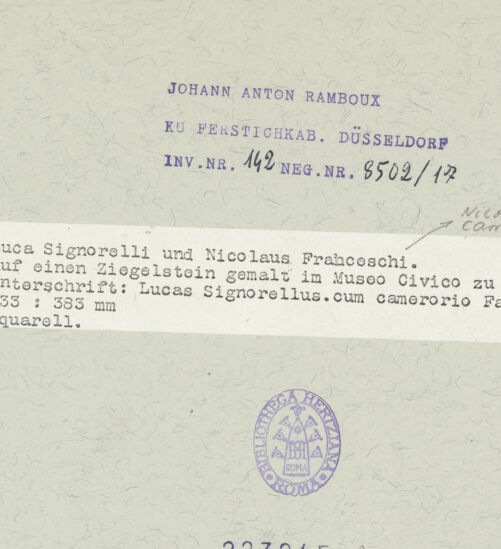 JOHANN ANTON RAMBOUX
KU FERSTICHKAB. DÜSSELDORF
INV.NR. 142 NEG.NR. 8502/17
uca Signorelli und Nicolaus Franceschi.
uf einen Ziegelstein gemalt im Museo Civico zu
nterschrift: Lucas Signorellus.cum camerorio Fa
33 : 383 mm
quarell.
BIBLIOTHECA HERTZIANA
ROMA
ROMA